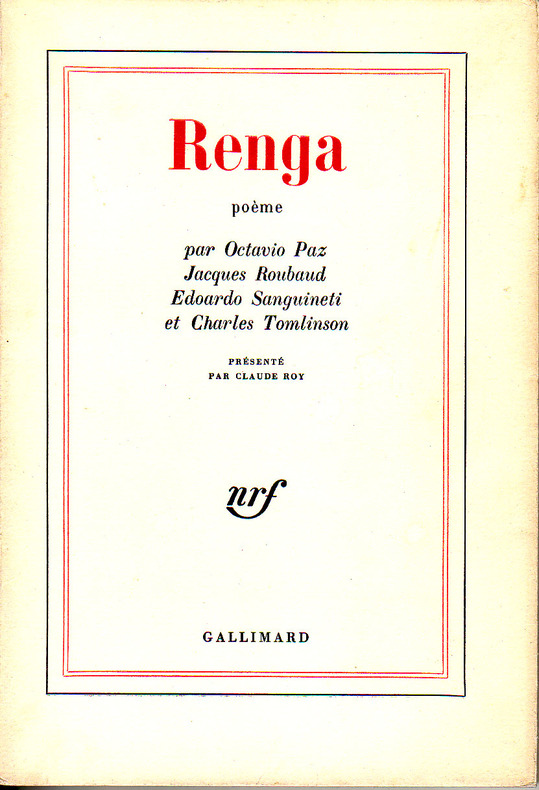 Renga
poème
par Octavio Paz
Jacques Roubaud
Edoardo Sanguineti
et Charles Tomlinson
PRÉSENTÉ
PAR CLAUDE ROY
nrf
GALLIMARD